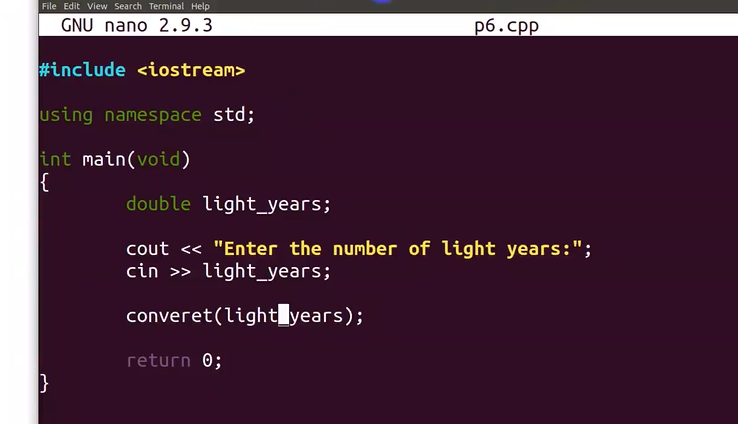 File Edit View Search Terminal Help
GNU nano 2.9.3 p6.cpp
#include <iostream>
using namespace std;
int main(void)
{
double light_years;
cout << "Enter the number of light years:";
cin >> light_years;
converet(light_years);
return 0;
}